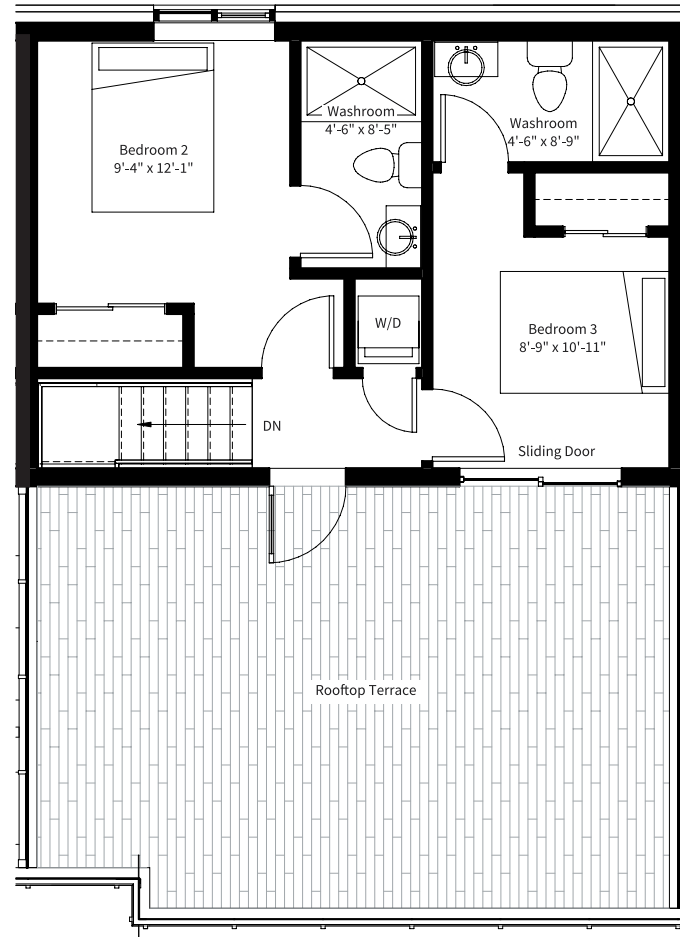 Washroom
4'-6" x 8'-5"
Washroom
4'-6" x 8'-9"
Bedroom 2
9'-4" x 12'-1"
W/D
Bedroom 3
8'-9" x 10'-11"
DN
Sliding Door
Rooftop Terrace